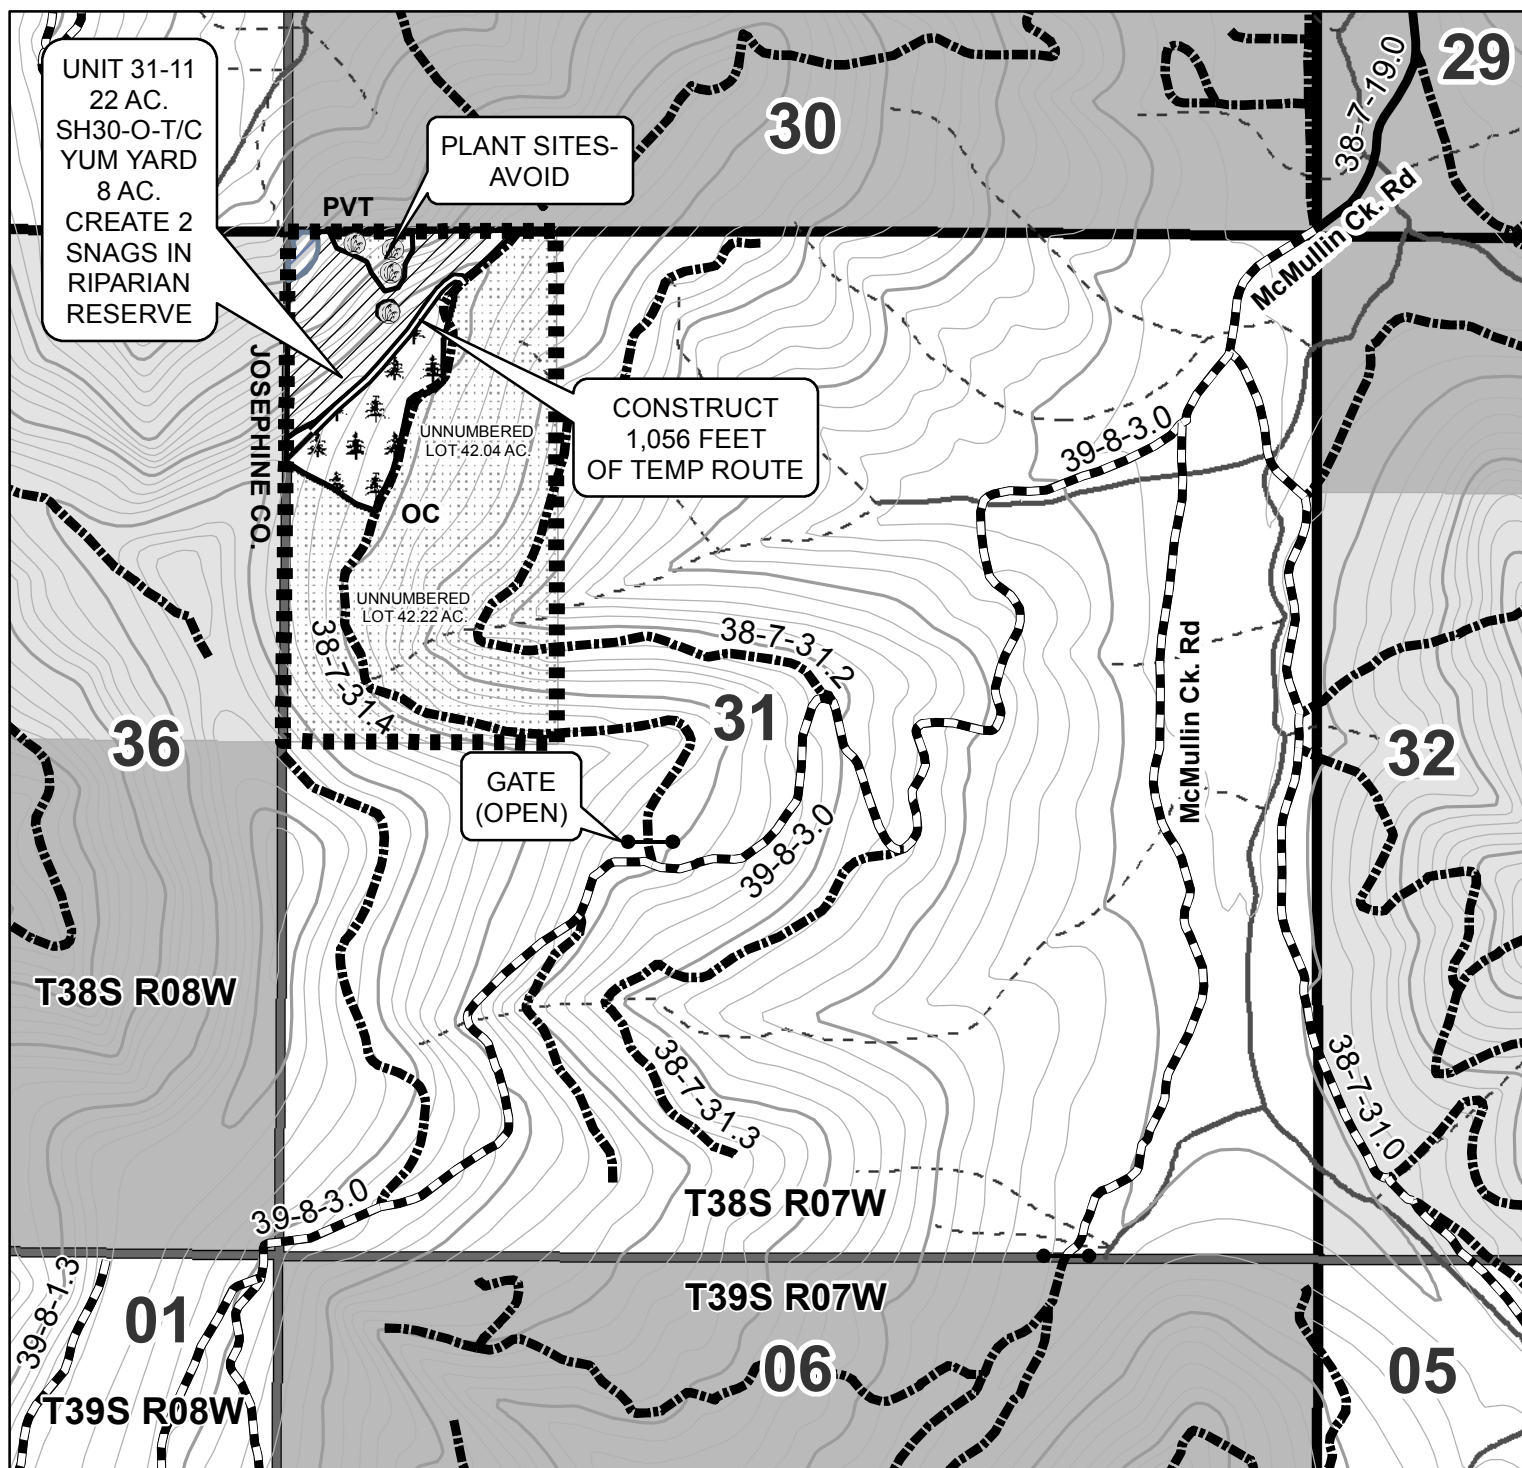 UNIT 31-11
22 AC.
SH30-O-T/C
YUM YARD
8 AC.
CREATE 2
SNAGS IN
RIPARIAN
RESERVE
PLANT SITES-
AVOID
30
29
38-7-19.0
McMullin Ck. Rd
PVT
JOSEPHINE CO.
CONSTRUCT
1,056 FEET
OF TEMP ROUTE
UNNUMBERED
LOT 42.04 AC.
OC
39-8-3.0
UNNUMBERED
LOT 42.22 AC.
38-7-31.4
38-7-31.2
McMullin Ck. Rd
36
31
32
GATE
(OPEN)
39-8-3.0
T38S R08W
38-7-31.3
38-7-31.0
39-8-3.0
T38S R07W
39-8-1.3
01
T39S R07W
06
05
T39S R08W